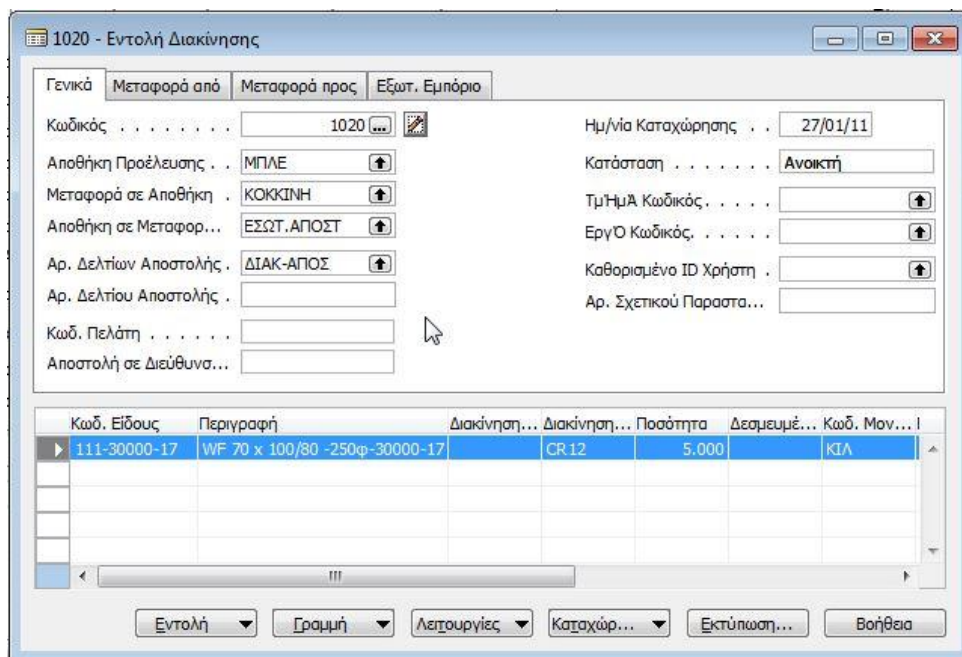 1020 - Εντολή Διακίνησης
Γενικά Μεταφορά από Μεταφορά προς Εξωτ. Εμπόριο
Κωδικός . . . . . . . . 1020 ...
Αποθήκη Προέλευσης . . ΜΠΛΕ
Μεταφορά σε Αποθήκη . ΚΟΚΚΙΝΗ
Αποθήκη σε Μεταφορ... ΕΣΩΤ.ΑΠΟΣΤ
Αρ. Δελτίων Αποστολής . ΔΙΑΚ-ΑΠΟΣ
Αρ. Δελτίου Αποστολής .
Κωδ. Πελάτη . . . . . .
Αποστολή σε Διεύθυνσ...
Ημ/νία Καταχώρησης . . 27/01/11
Κατάσταση . . . . . . . Ανοικτή
ΤμΉμΆ Κωδικός. . . . .
ΕργΌ Κωδικός. . . . . .
Καθορισμένο ID Χρήστη .
Αρ. Σχετικού Παραστα...
Κωδ. Είδους Περιγραφή Διακίνηση... Διακίνηση... Ποσότητα Δεσμευμέ... Κωδ. Μον...
111-30000-17 WF 70 x 100/80 -250φ-30000-17 CR12 5.000 ΚΙΛ
Εντολή Γραμμή Λειτουργίες Καταχώρ... Εκτύπωση... Βοήθεια